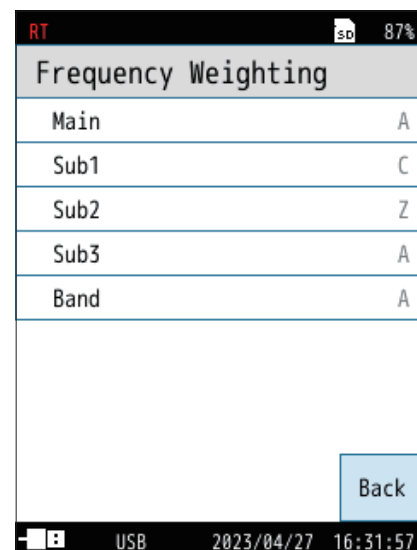 RT SD 87%
Frequency Weighting
Main A
Sub1 C
Sub2 Z
Sub3 A
Band A
Back
USB 2023/04/27 16:31:57